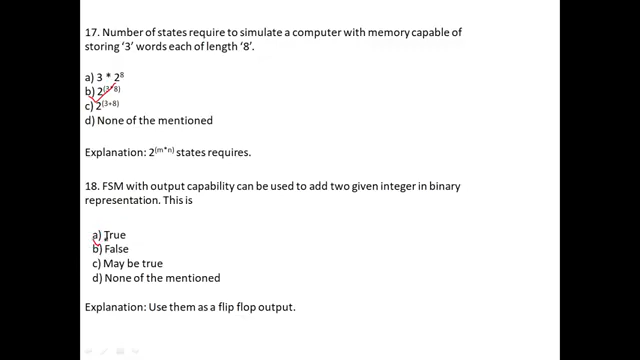 17. Number of states require to simulate a computer with memory capable of
storing ‘3’ words each of length ‘8’.
a) 3 * 2⁸
b) 2^(3*8)
c) 2^(3+8)
d) None of the mentioned
Explanation: 2^(m*n) states requires.
18. FSM with output capability can be used to add two given integer in binary
representation. This is
a) True
b) False
c) May be true
d) None of the mentioned
Explanation: Use them as a flip flop output.